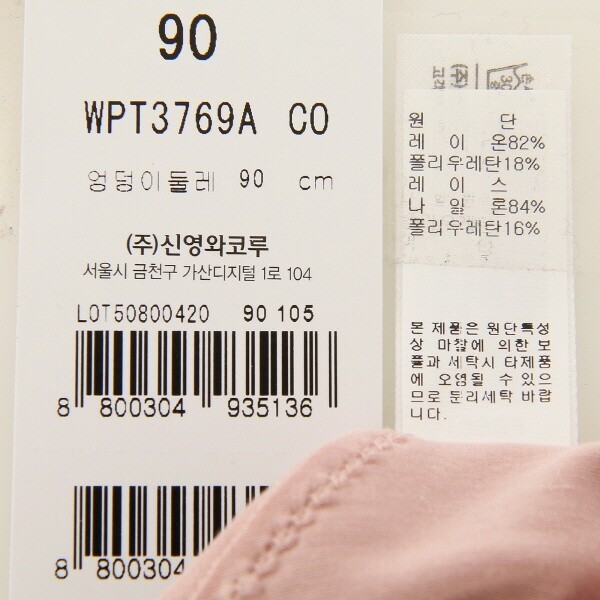 90
WPT3769A CO
엉덩이둘레 90 cm
(주)신영와코루
서울시 금천구 가산디지털 1로 104
LOT50800420 90 105
8 800304 935136
8 800304
(주)
30
원 단
레 이 온82%
폴리우레탄18%
레 이 스
나 일 론84%
폴리우레탄16%
본 제품은 원단특성
상 마찰에 의한 보
풀과 세탁시 타제품
에 오염될 수 있으
므로 분리세탁 바랍
니다.